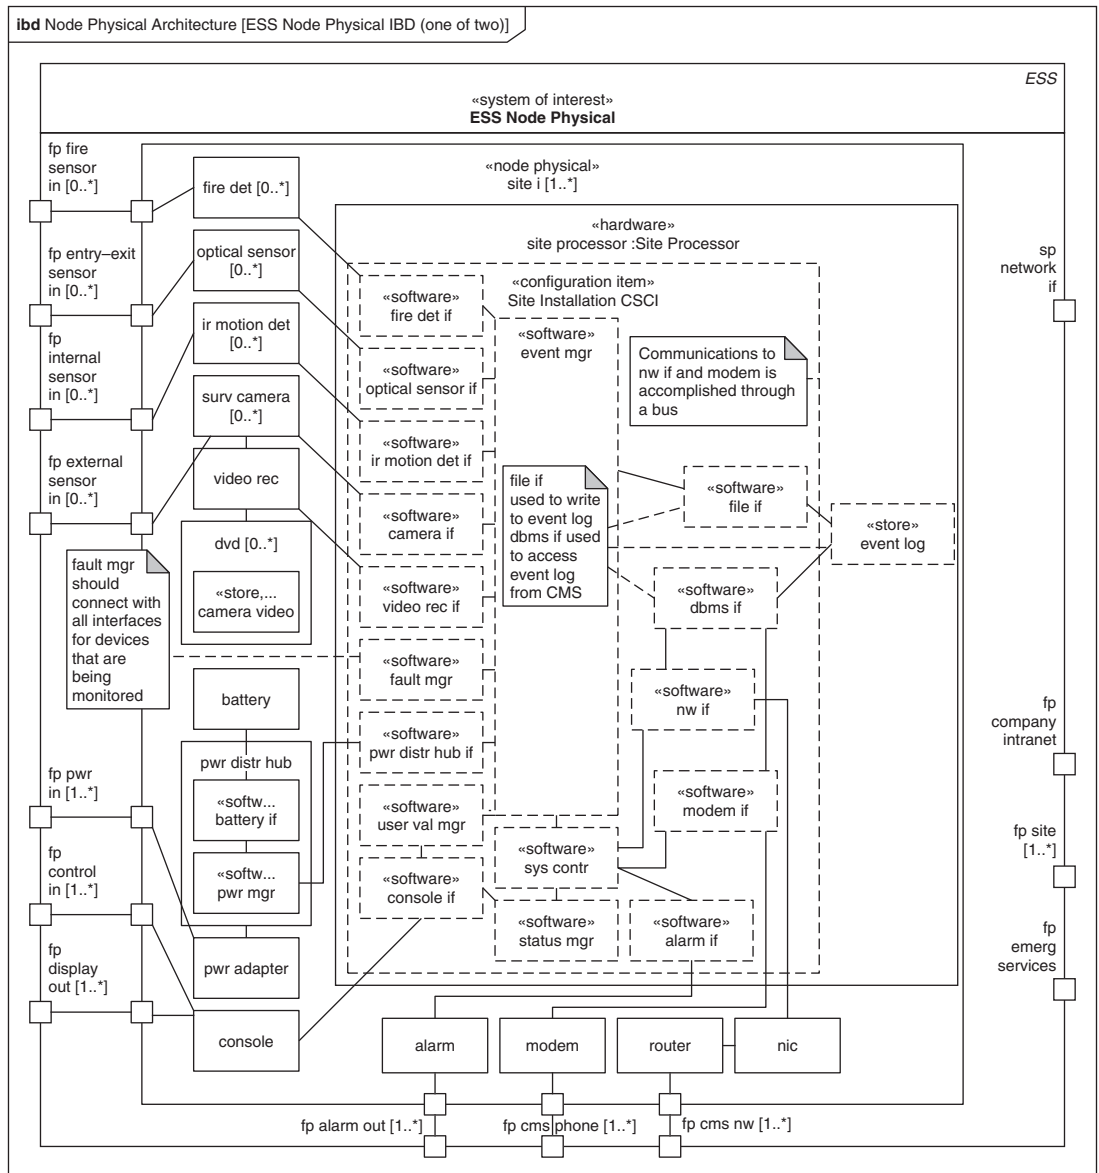 ibd Node Physical Architecture [ESS Node Physical IBD (one of two)]
ESS
«system of interest»
ESS Node Physical
fp fire
sensor
in [0..*]
fp entry–exit
sensor
in [0..*]
fp
internal
sensor
in [0..*]
fp external
sensor
in [0..*]
fault mgr
should
connect with
all interfaces
for devices
that are
being
monitored
fp pwr
in [1..*]
fp
control
in [1..*]
fp
display
out [1..*]
«node physical»
site i [1..*]
fire det [0..*]
optical sensor
[0..*]
ir motion det
[0..*]
surv camera
[0..*]
video rec
dvd [0..*]
«store,...
camera video
battery
pwr distr hub
«softw...
battery if
«softw...
pwr mgr
pwr adapter
console
«hardware»
site processor :Site Processor
«configuration item»
Site Installation CSCI
«software»
fire det if
«software»
optical sensor if
«software»
ir motion det if
«software»
camera if
«software»
video rec if
«software»
fault mgr
«software»
pwr distr hub if
«software»
user val mgr
«software»
console if
«software»
event mgr
file if
used to write
to event log
dbms if used
to access
event log
from CMS
«software»
sys contr
«software»
status mgr
Communications to
nw if and modem is
accomplished through
a bus
«software»
file if
«store»
event log
«software»
dbms if
«software»
nw if
«software»
modem if
«software»
alarm if
alarm
modem
router
nic
fp alarm out [1..*]
fp cms phone [1..*]
fp cms nw [1..*]
sp
network
if
fp
company
intranet
fp site
[1..*]
fp
emerg
services